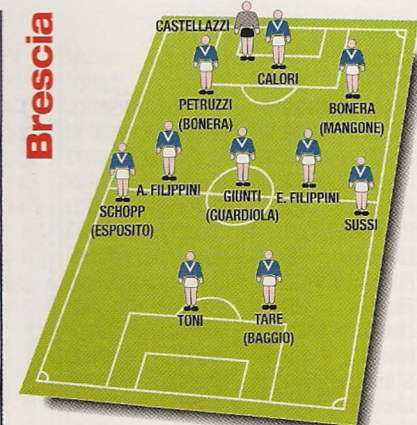 Brescia
CASTELLAZZI
CALORI
PETRUZZI
(BONERA)
BONERA
(MANGONE)
A. FILIPPINI
GIUNTI
(GUARDIOLA)
E. FILIPPINI
SCHOPP
(ESPOSITO)
SUSSI
TONI
TARE
(BAGGIO)